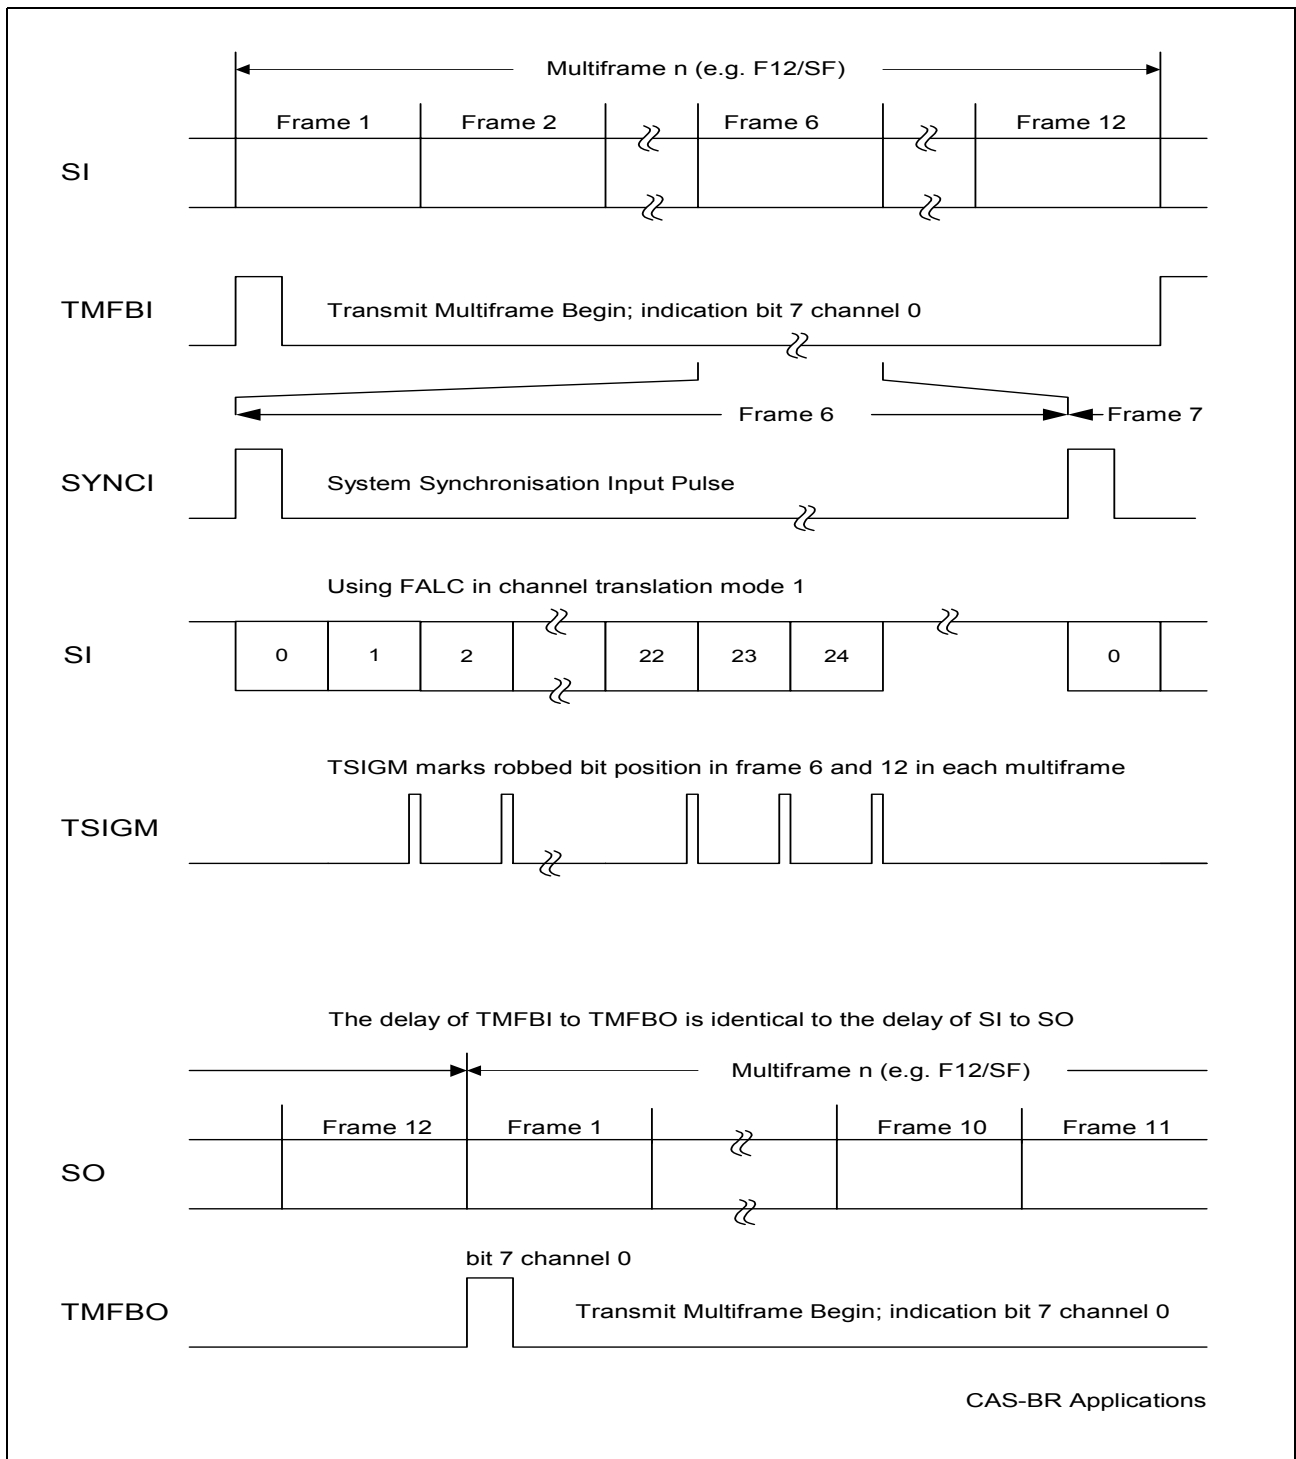 Multiframe n (e.g. F12/SF)
Frame 1 Frame 2 Frame 6 Frame 12
SI
TMFBI Transmit Multiframe Begin; indication bit 7 channel 0
Frame 6 Frame 7
SYNCI System Synchronisation Input Pulse
Using FALC in channel translation mode 1
SI 0 1 2 22 23 24 0
TSIGM marks robbed bit position in frame 6 and 12 in each multiframe
TSIGM
The delay of TMFBI to TMFBO is identical to the delay of SI to SO
Multiframe n (e.g. F12/SF)
Frame 12 Frame 1 Frame 10 Frame 11
SO
bit 7 channel 0
TMFBO Transmit Multiframe Begin; indication bit 7 channel 0
CAS-BR Applications